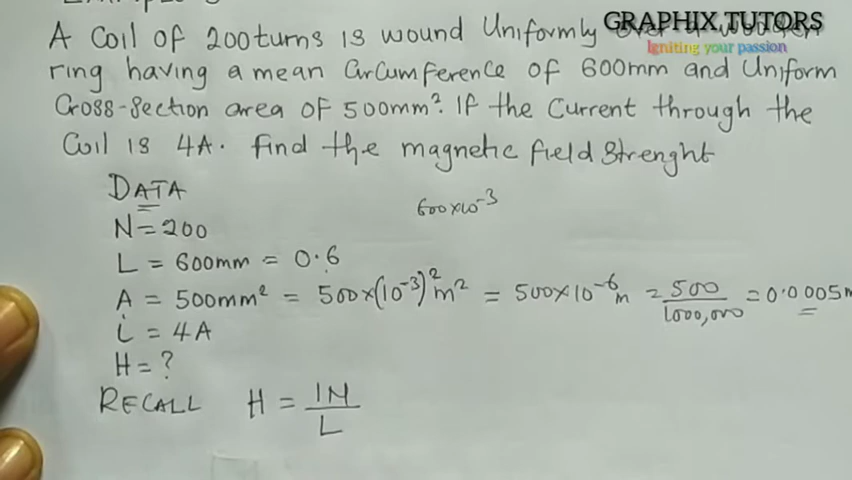 GRAPHIX.TUTORS
Igniting your passion
A Coil of 200 turns is wound Uniformly
ring having a mean Circumference of 600mm and Uniform
Cross-section area of 500mm². If the Current through the
Coil is 4A. find the magnetic field Strenght
DATA
600×10⁻³
N = 200
L = 600mm = 0.6
A = 500mm² = 500×(10⁻³)²m² = 500×10⁻⁶m = 500/1000,000 = 0.0005m
i = 4A
H = ?
RECALL H = IN/L